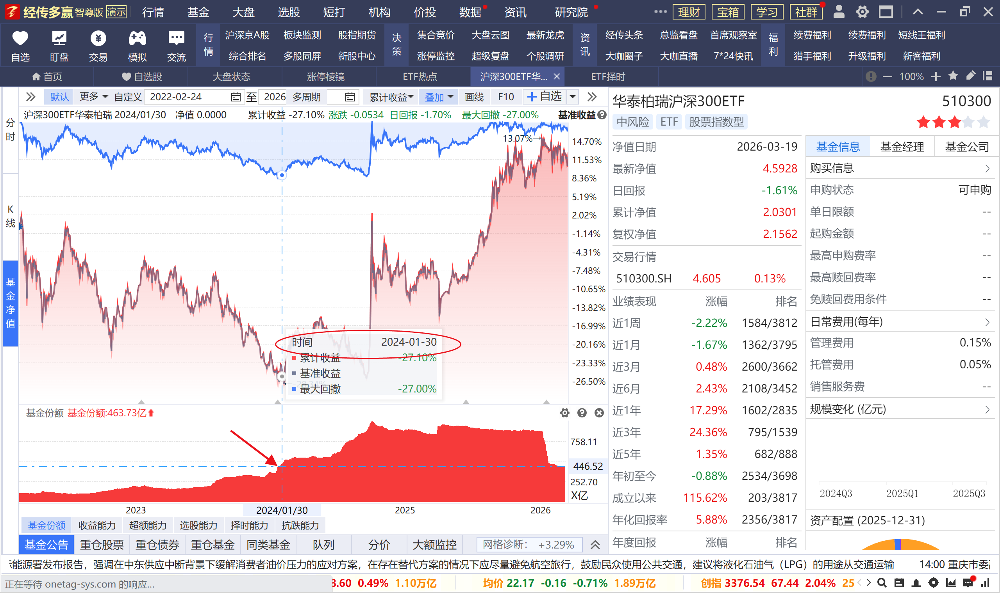 经传多赢 智尊版 演示 行情 基金 大盘 选股 短打 机构 价投 数据 资讯 研究院 理财 宝箱 学习 社群
自选 盯盘 交易 模拟 交流
行情 沪深京A股 板块监测 股指期货 决策 集合竞价 大盘云图 最新龙虎 资讯 经传头条 总监看盘 首席观察室 福利 续费福利 续费福利 短线王福利
综合排名 多股同屏 新股中心 涨停监控 超级复盘 个股调研 大咖圈子 大咖直播 7*24快讯 猎手福利 升级福利 新客福利
首页 自选股 大盘状态 涨停棱镜 ETF热点 沪深300ETF华... ETF择时 100%
分时
K线
基金净值
默认 更多 自定义 2022-02-24 至 2026 多周期 累计收益 叠加 画线 F10 自选
沪深300ETF华泰柏瑞 2024/01/30 净值 0.0000 累计收益 -27.10% 涨跌 -0.0534 日回报 -1.70% 最大回撤 -27.00% 基准收益
13.07%
14.70%
11.53%
8.36%
5.19%
2.02%
-1.14%
-4.31%
-7.48%
-10.65%
-13.82%
-16.99%
-20.16%
-23.33%
-26.50%
时间 2024-01-30
累计收益 -27.10%
基准收益
-28.34%
最大回撤 -27.00%
基金份额 基金份额:463.73亿
758.11
446.52
252.70
X亿
2023 2024/01/30 2025 2026
基金份额 收益能力 超额能力 选股能力 择时能力 抗跌能力
基金公告 重仓股票 重仓债券 重仓基金 同类基金 队列 分价 大额监控 网格诊断： +3.29%
华泰柏瑞沪深300ETF 510300
中风险 ETF 股票指数型
净值日期 2026-03-19
最新净值 4.5928
日回报 -1.61%
累计净值 2.0301
复权净值 2.1562
交易行情
510300.SH 4.605 0.13%
业绩表现 涨幅 排名
近1周 -2.22% 1584/3812
近1月 -1.67% 1362/3795
近3月 0.48% 2600/3662
近6月 2.43% 2108/3452
近1年 17.29% 1602/2835
近3年 24.36% 795/1539
近5年 1.35% 682/888
年初至今 -0.88% 2534/3698
成立以来 115.62% 203/3817
年化回报率 5.88% 2356/3817
年度回报 涨幅 排名
基金信息 基金经理 基金公司
购买信息
申购状态 可申购
单日限额 --
起购金额 --
最高申购费率 --
最高赎回费率 --
免赎回费用条件 --
日常费用(每年)
管理费用 0.15%
托管费用 0.05%
销售服务费 --
规模变化 (亿元)
2024Q3 2025Q1 2025Q3
资产配置 (2025-12-31)
能源署发布报告，强调在中东供应中断背景下缓解消费者油价压力的应对方案，在存在替代方案的情况下应尽量避免航空旅行，鼓励民众使用公共交通，建议将液化石油气（LPG）的用途从交通运输 14:00 重庆市委
正在等待 onetag-sys.com 的响应... 3.60 0.49% 1.10万亿 均价 22.17 -0.16 -0.71% 1.89万亿 创指 3376.54 67.44 2.04% 25